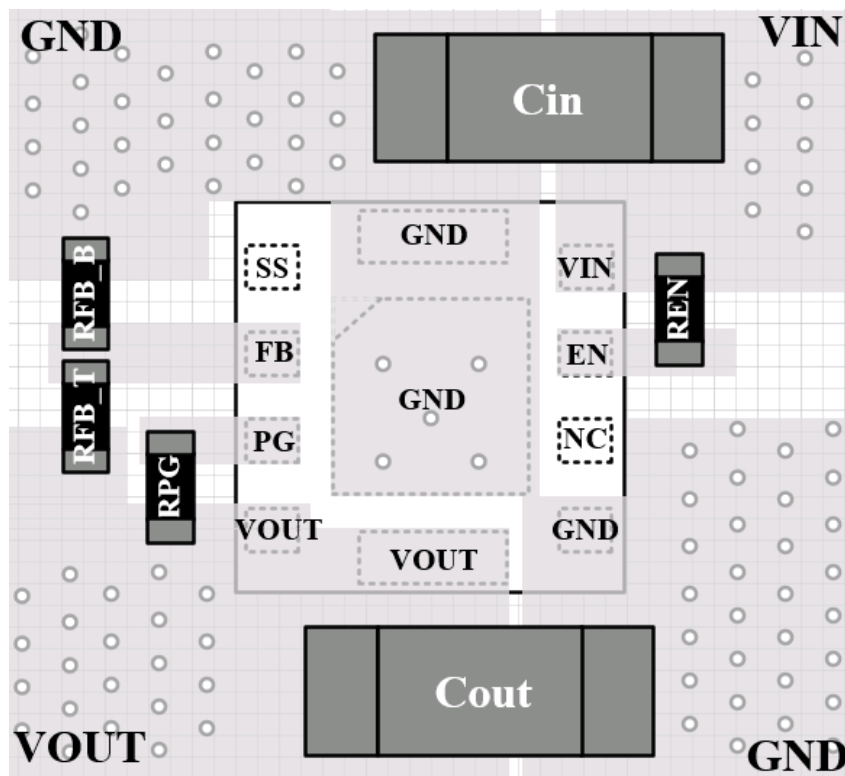 GND
VIN
Cin
GND
SS
VIN
RFB_B
REN
FB
EN
GND
RFB_T
PG
NC
RPG
VOUT
GND
VOUT
Cout
VOUT
GND